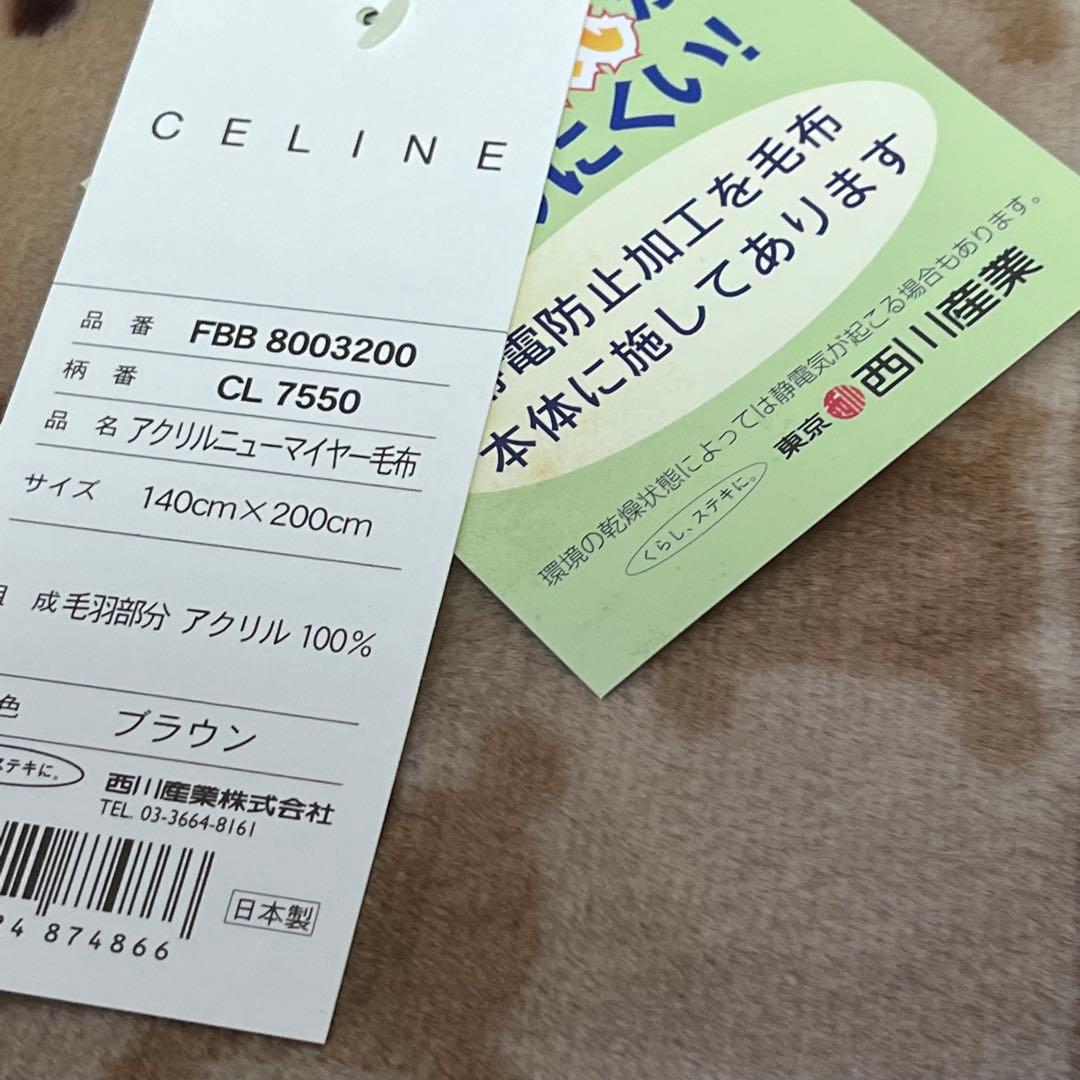 CELINE
品番 FBB 8003200
柄番 CL 7550
品名 アクリルニューマイヤー毛布
サイズ 140cm×200cm
成 毛羽部分 アクリル 100%
色 ブラウン
ステキに。
西川産業株式会社
TEL. 03-3664-8161
4 874866
日本製
にくい!
電防止加工を毛布
本体に施してあります
環境の乾燥状態によっては静電気が起こる場合もあります。
くらし、ステキに。
東京 西川 西川産業